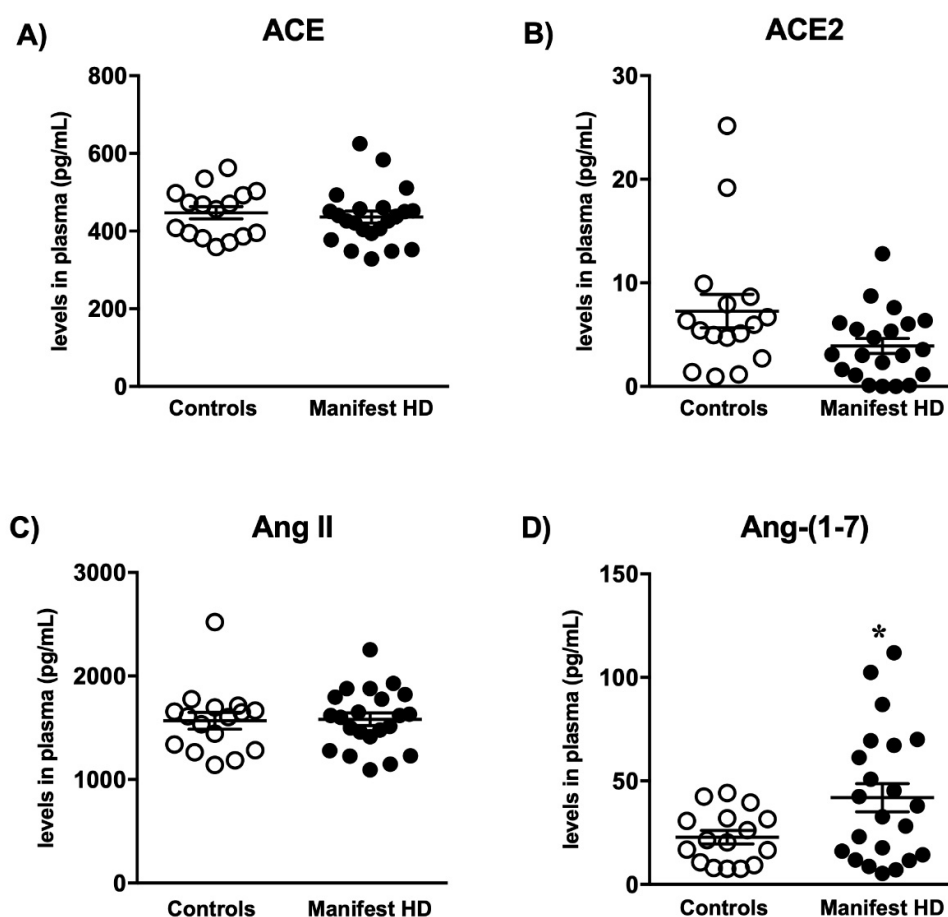 A)
ACE
levels in plasma (pg/mL)
800
600
400
200
0
Controls
Manifest HD
B)
ACE2
levels in plasma (pg/mL)
30
20
10
0
Controls
Manifest HD
C)
Ang II
levels in plasma (pg/mL)
3000
2000
1000
0
Controls
Manifest HD
D)
Ang-(1-7)
levels in plasma (pg/mL)
150
100
50
0
*
Controls
Manifest HD